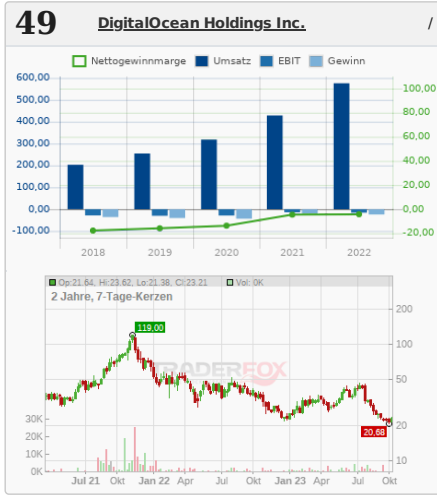 49 DigitalOcean Holdings Inc. /
Nettogewinnmarge Umsatz EBIT Gewinn
600,00
500,00 100,00
400,00 80,00
300,00 60,00
200,00 40,00
100,00 20,00
0,00 0,00
-100,00 -20,00
2018 2019 2020 2021 2022
Op:21.64, Hi:23.62, Lo:21.38, Cl:23.21 Vol: 0K
2 Jahre, 7-Tage-Kerzen
119,00
200
TRADERFOX
100
50
30K
20K
10K
0K
20
20,68
10
Jul 21 Okt Jan 22 Apr Jul Okt Jan 23 Apr Jul Okt